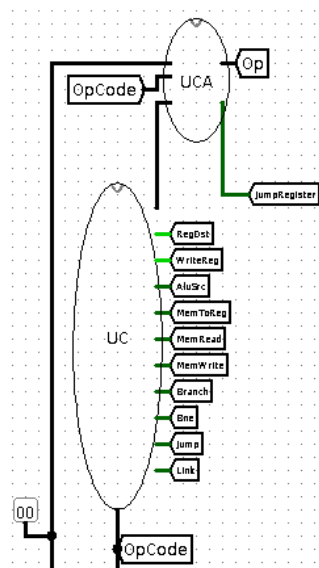 Op
OpCode
UCA
JumpRegister
RegDst
WriteReg
AluSrc
MemToReg
UC
MemRead
MemWrite
Branch
Bne
Jump
Link
00
OpCode